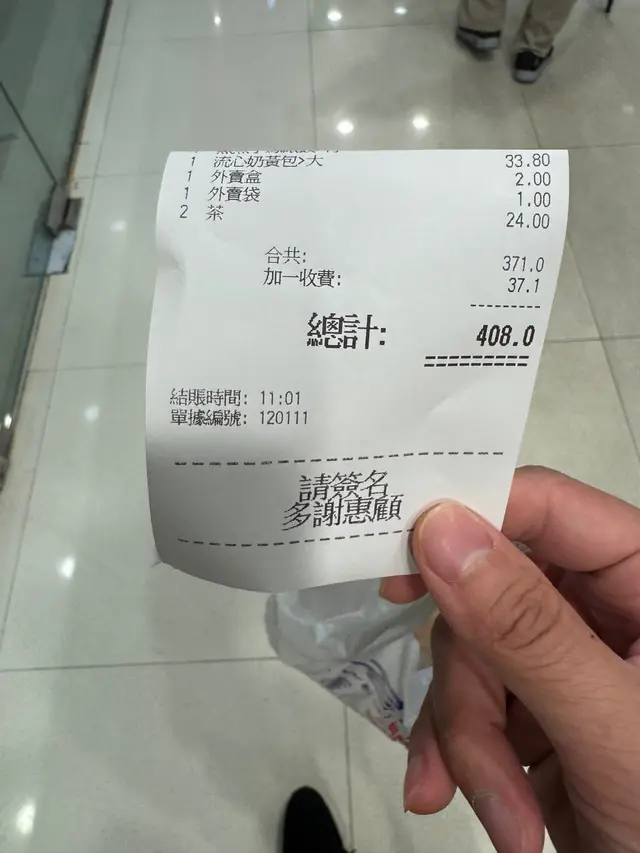 1 流心奶黃包>大 33.80
1 外賣盒 2.00
1 外賣袋 1.00
2 茶 24.00
合共: 371.0
加一收費: 37.1
總計: 408.0
結賬時間: 11:01
單據編號: 120111
請簽名
多謝惠顧